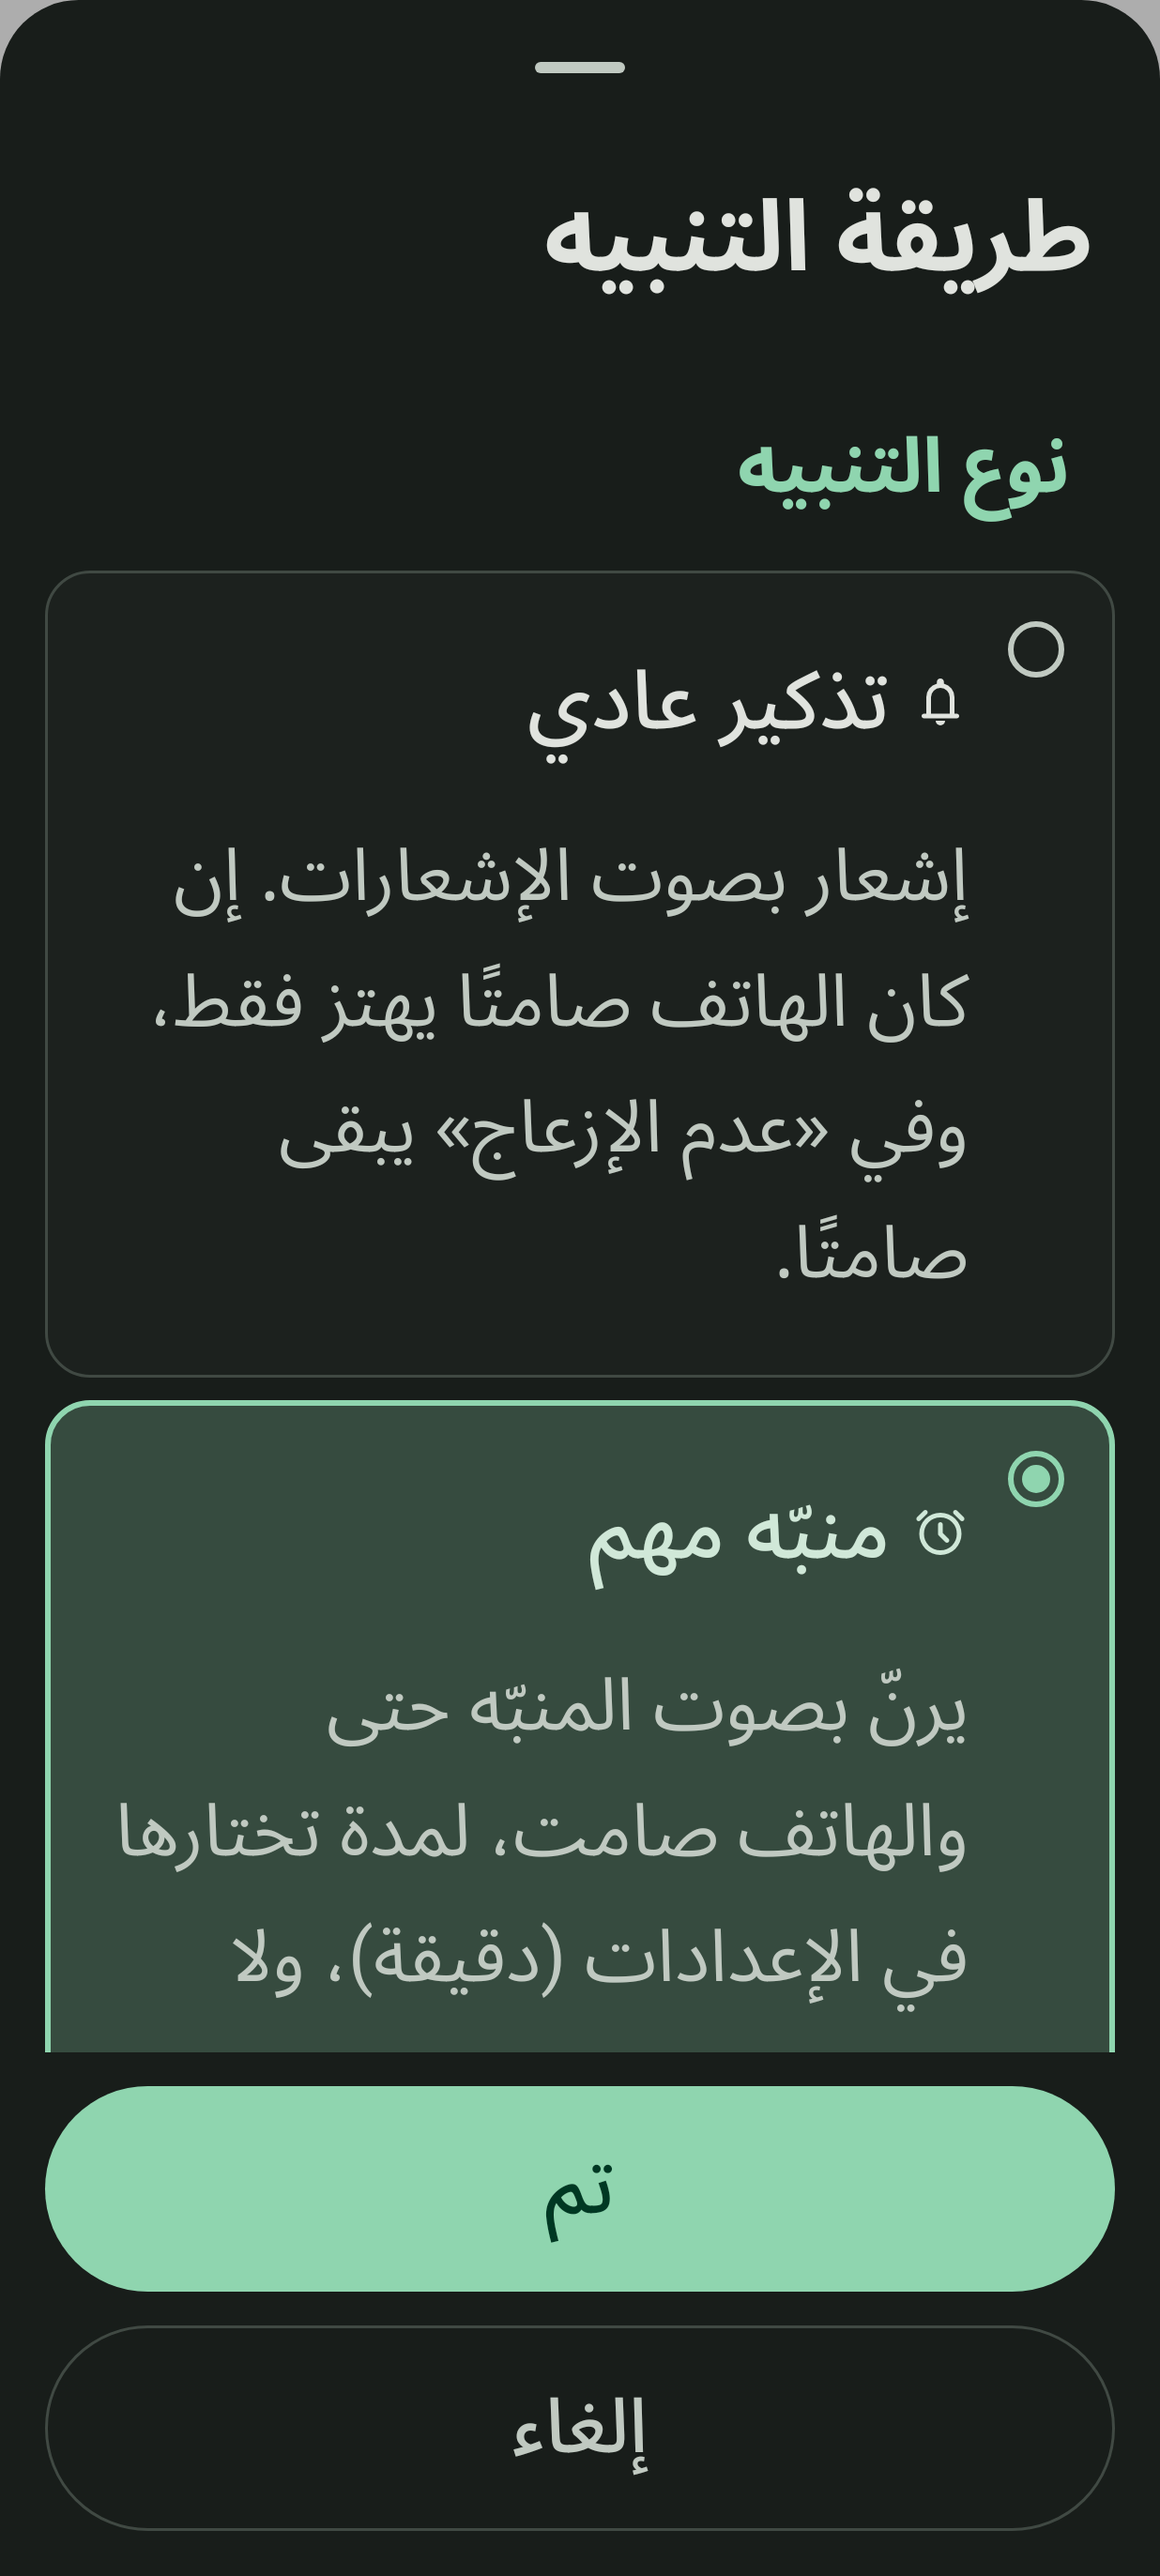 طريقة التنبيه
نوع التنبيه
تذكير عادي
إشعار بصوت الإشعارات. إن
كان الهاتف صامتًا يهتز فقط،
وفي «عدم الإزعاج» يبقى
صامتًا.
منبّه مهم
يرنّ بصوت المنبّه حتى
والهاتف صامت، لمدة تختارها
في الإعدادات (دقيقة)، ولا
تم
إلغاء